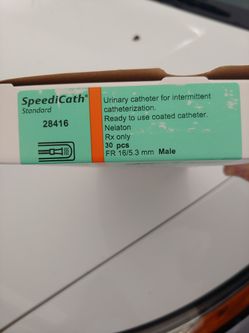 SpeediCath®
Standard
28416
Urinary catheter for intermittent
catheterization.
Ready to use coated catheter.
Nelaton
Rx only
30 pcs
FR 16/5.3 mm Male